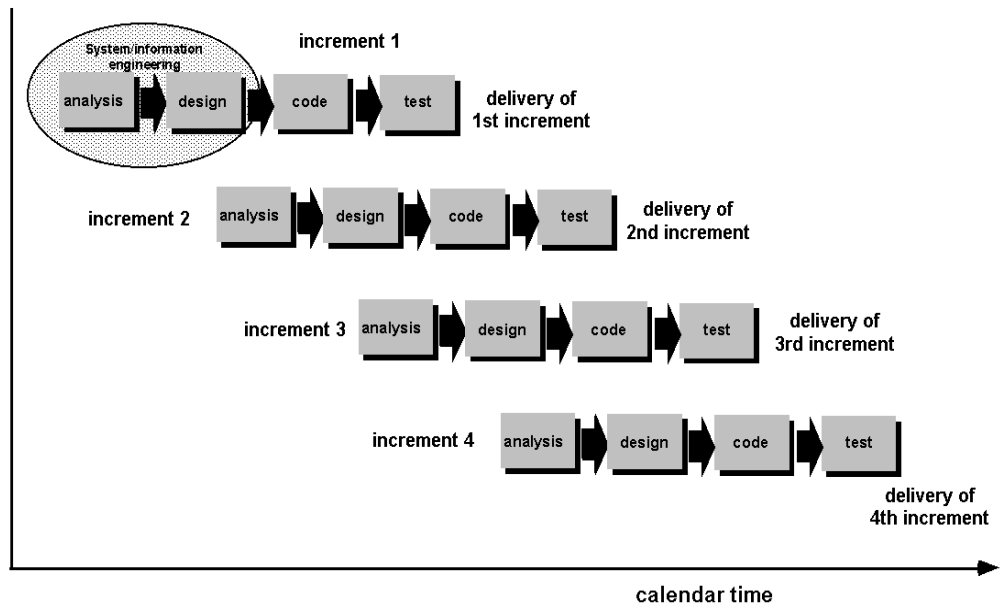 increment 1
System/information
engineering
analysis
design
code
test
delivery of
1st increment
increment 2
analysis
design
code
test
delivery of
2nd increment
increment 3
analysis
design
code
test
delivery of
3rd increment
increment 4
analysis
design
code
test
delivery of
4th increment
calendar time